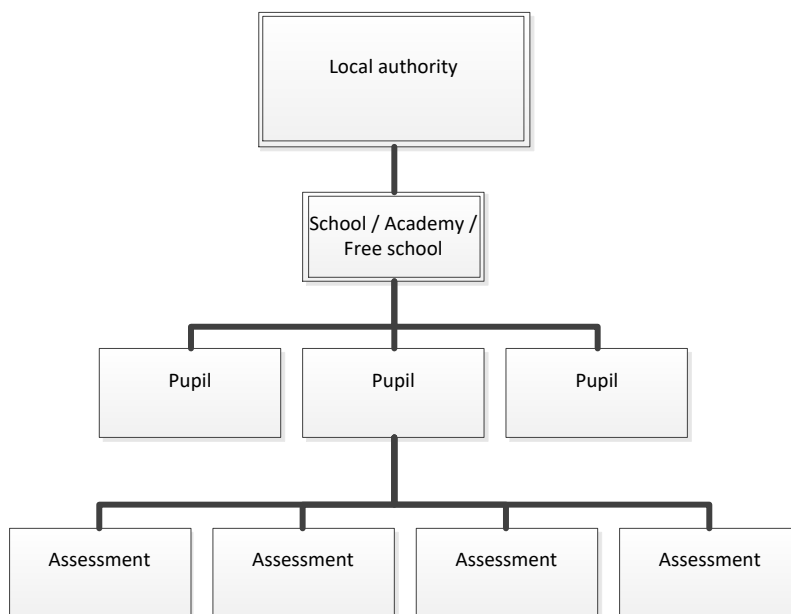 Local authority
School / Academy /
Free school
Pupil
Pupil
Pupil
Assessment
Assessment
Assessment
Assessment